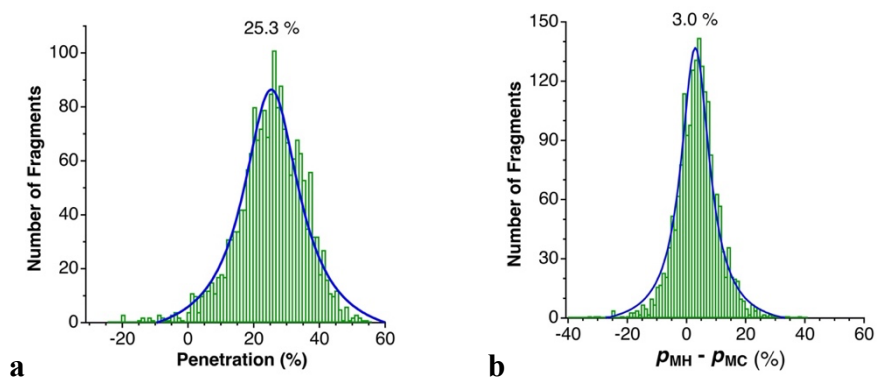 25.3 %
Number of Fragments
100
80
60
40
20
0
-20 0 20 40 60
Penetration (%)
a
3.0 %
Number of Fragments
150
120
90
60
30
0
-40 -20 0 20 40 60
pMH - pMC (%)
b